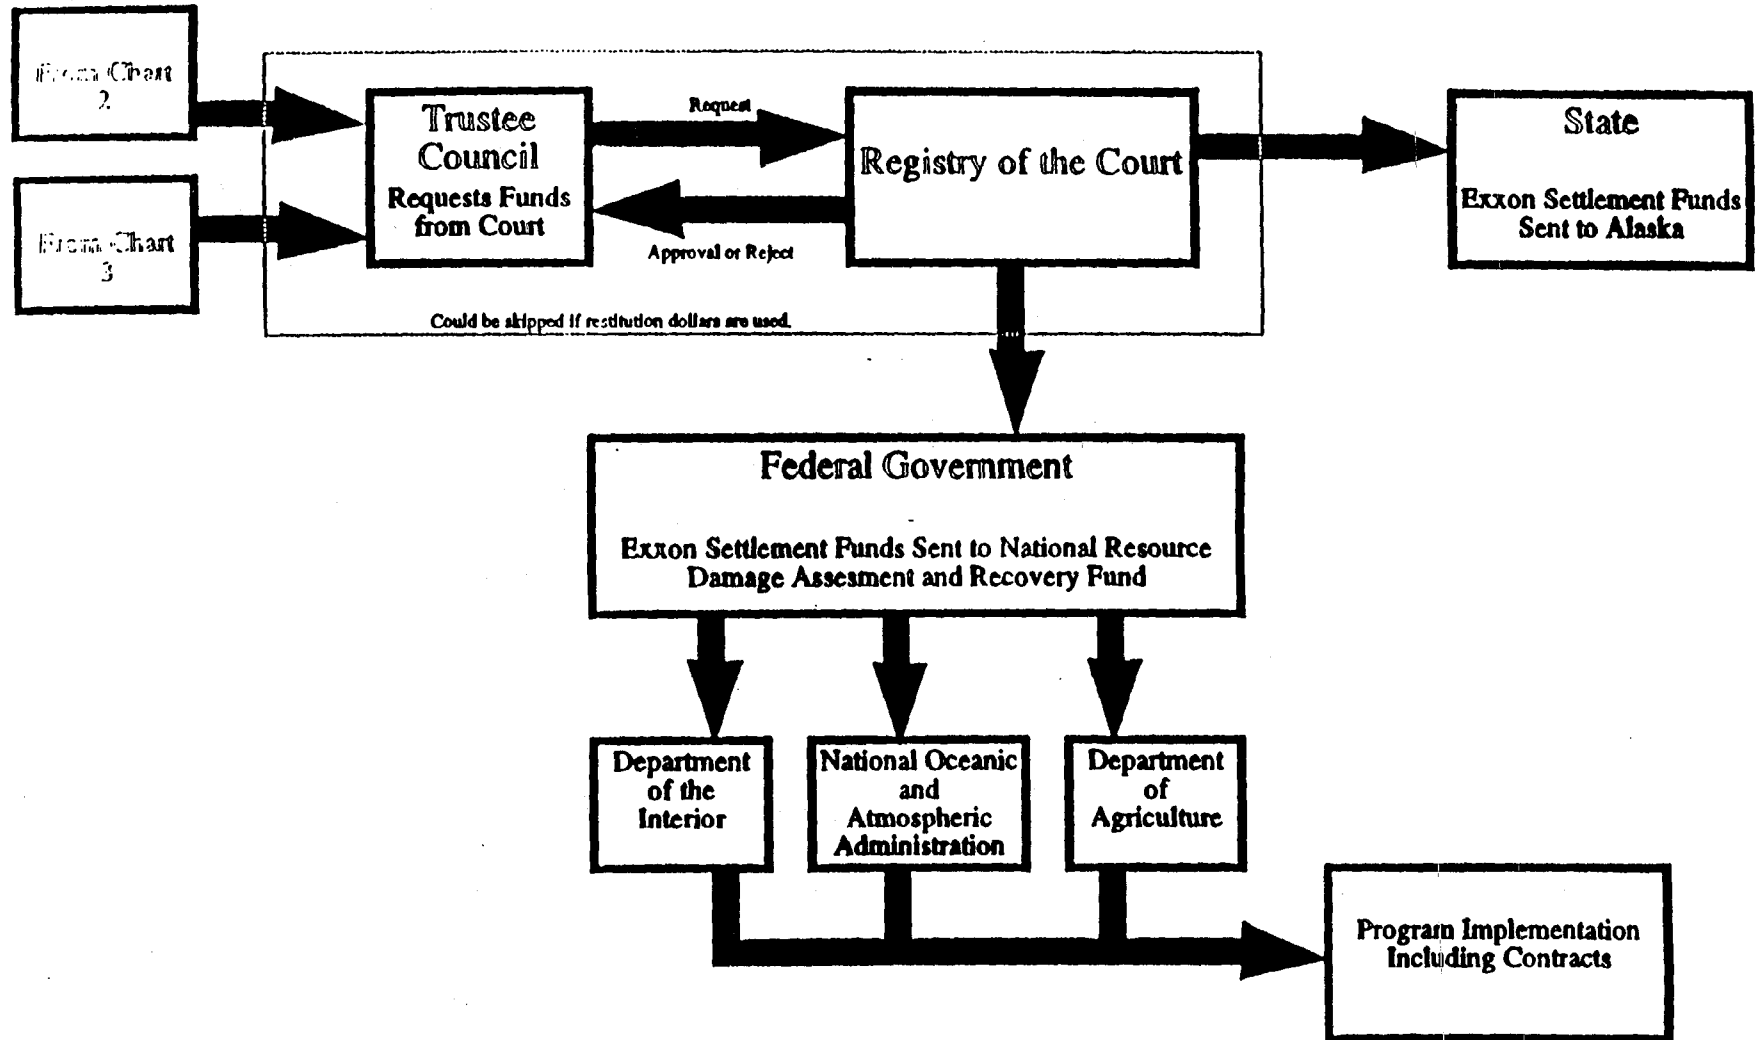 From Chart
2
From Chart
3
Trustee
Council
Requests Funds
from Court
Request
Approval or Reject
Registry of the Court
Could be skipped if restitution dollars are used.
State
Exxon Settlement Funds
Sent to Alaska
Federal Government
Exxon Settlement Funds Sent to National Resource
Damage Assesment and Recovery Fund
Department
of the
Interior
National Oceanic
and
Atmospheric
Administration
Department
of
Agriculture
Program Implementation
Including Contracts